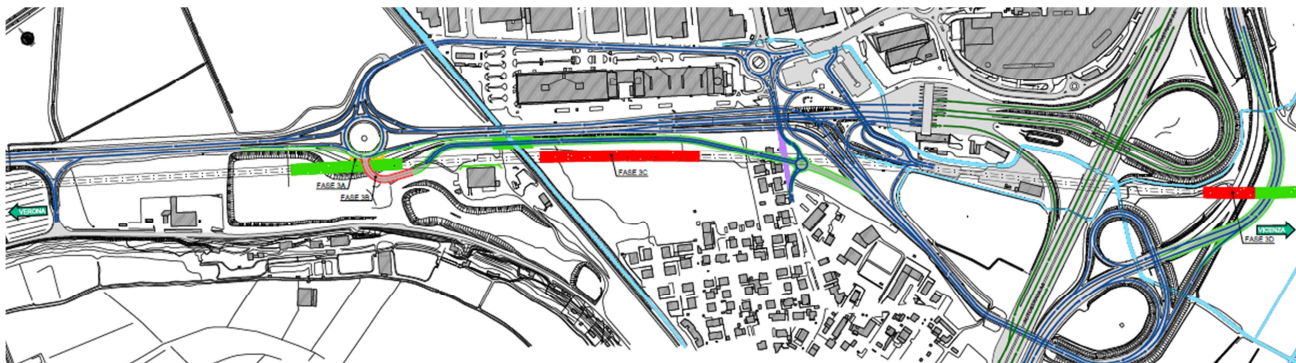 FASE 3A
FASE 3B
FASE 3C
VERONA
VICENZA
FASE 3D